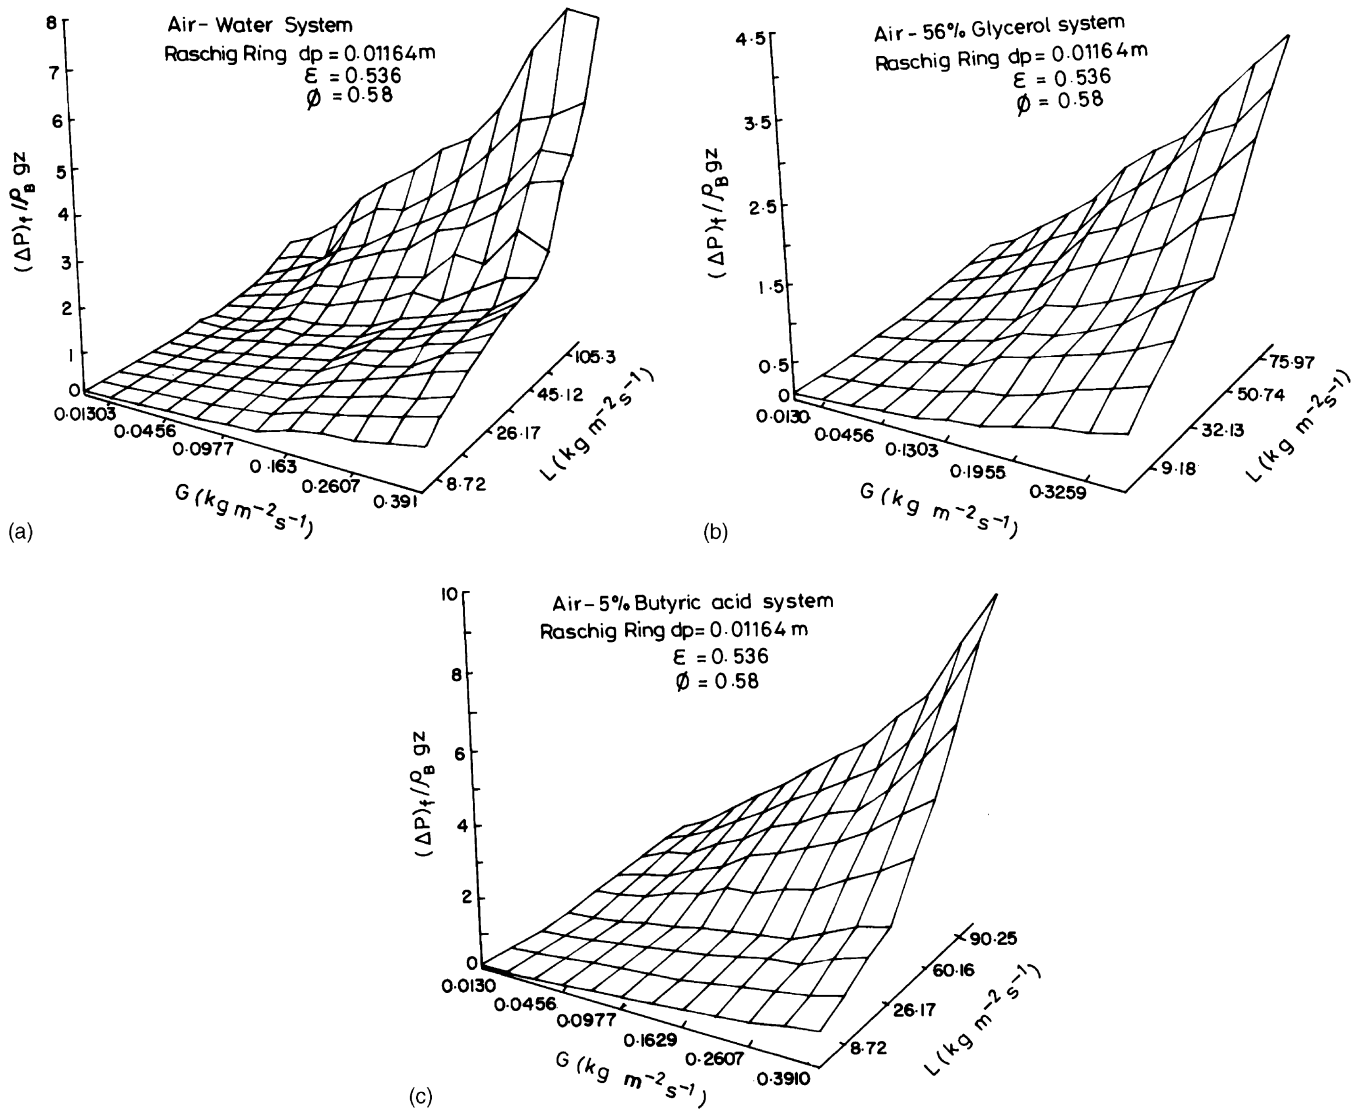 Air- Water System
Raschig Ring dp = 0.01164m
ε = 0.536
Ø = 0.58
(ΔP)f/ρB gz
8
7
6
5
4
3
2
1
0
0.01303
0.0456
0.0977
0.163
0.2607
0.391
G (kg m-2s-1)
105.3
45.12
26.17
8.72
L(kg m-2s-1)
(a)
Air - 56% Glycerol system
Raschig Ring dp = 0.01164m
ε = 0.536
Ø = 0.58
(ΔP)f/ρB gz
4.5
3.5
2.5
1.5
0.5
0
0.0130
0.0456
0.1303
0.1955
0.3259
G (kg m-2s-1)
75.97
50.74
32.13
9.18
L(kg m-2s-1)
(b)
Air-5% Butyric acid system
Raschig Ring dp= 0.01164 m
ε = 0.536
Ø = 0.58
(ΔP)f/ρB gz
10
8
6
4
2
0
0.0130
0.0456
0.0977
0.1629
0.2607
0.3910
G (kg m-2s-1)
90.25
60.16
26.17
8.72
L(kg m-2 s-1)
(c)